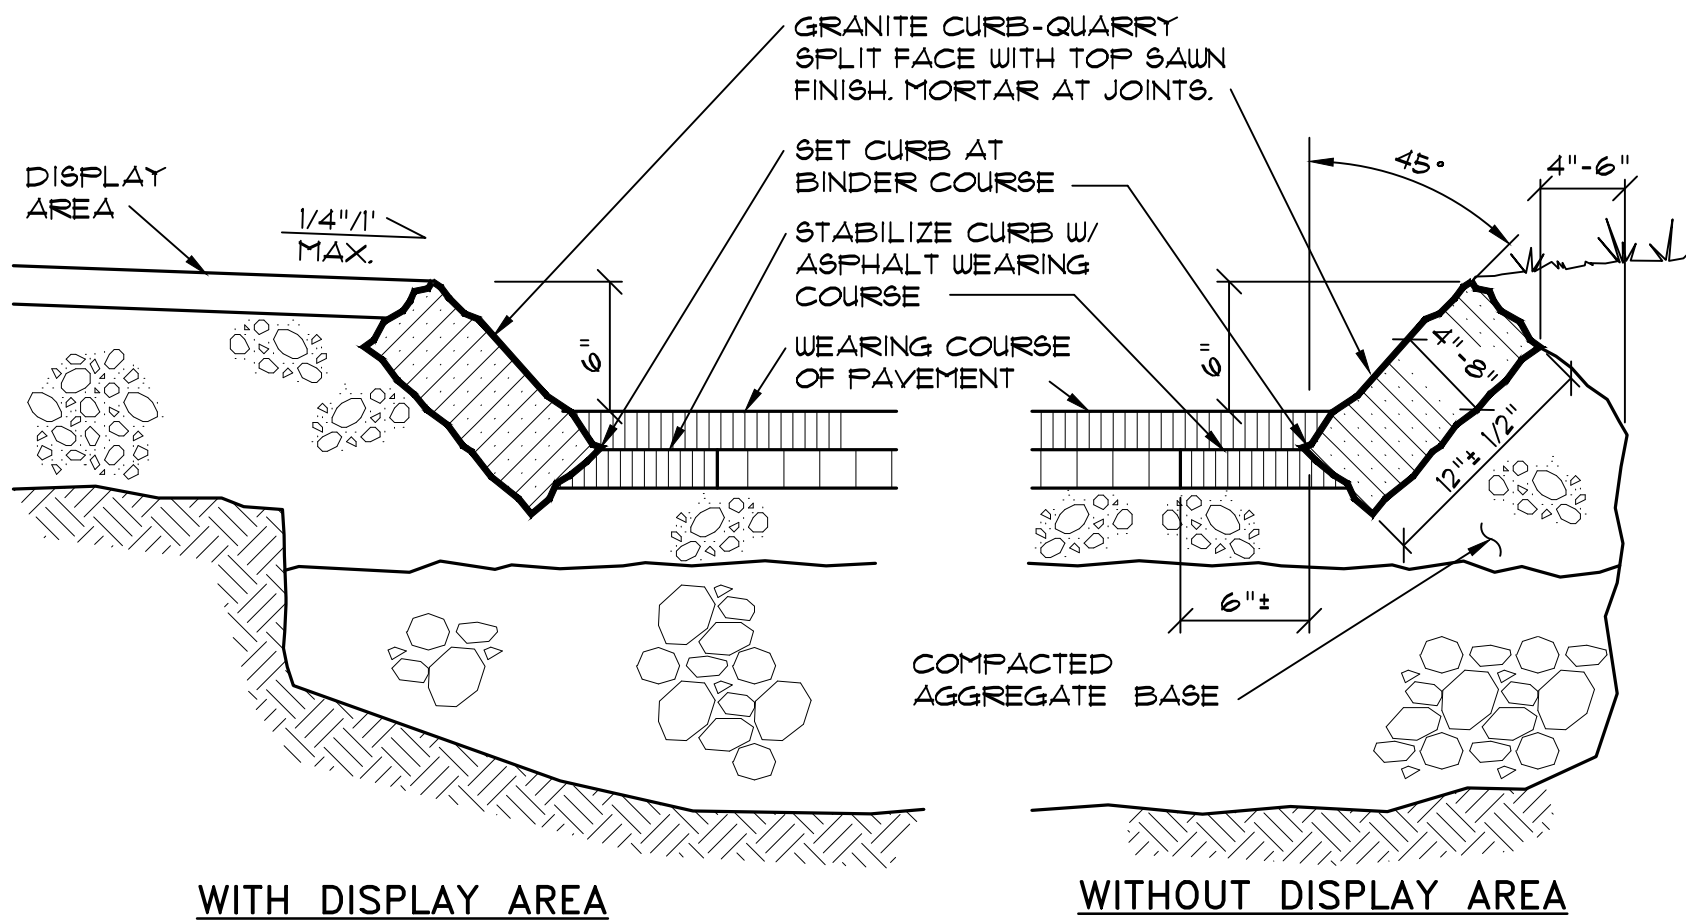 GRANITE CURB-QUARRY
SPLIT FACE WITH TOP SAWN
FINISH. MORTAR AT JOINTS.
SET CURB AT
BINDER COURSE
STABILIZE CURB W/
ASPHALT WEARING
COURSE
WEARING COURSE
OF PAVEMENT
DISPLAY
AREA
1/4"/1'
MAX.
6"
6"
45°
4"-6"
4"-8"
12"± 1/2"
6"±
COMPACTED
AGGREGATE BASE
WITH DISPLAY AREA
WITHOUT DISPLAY AREA